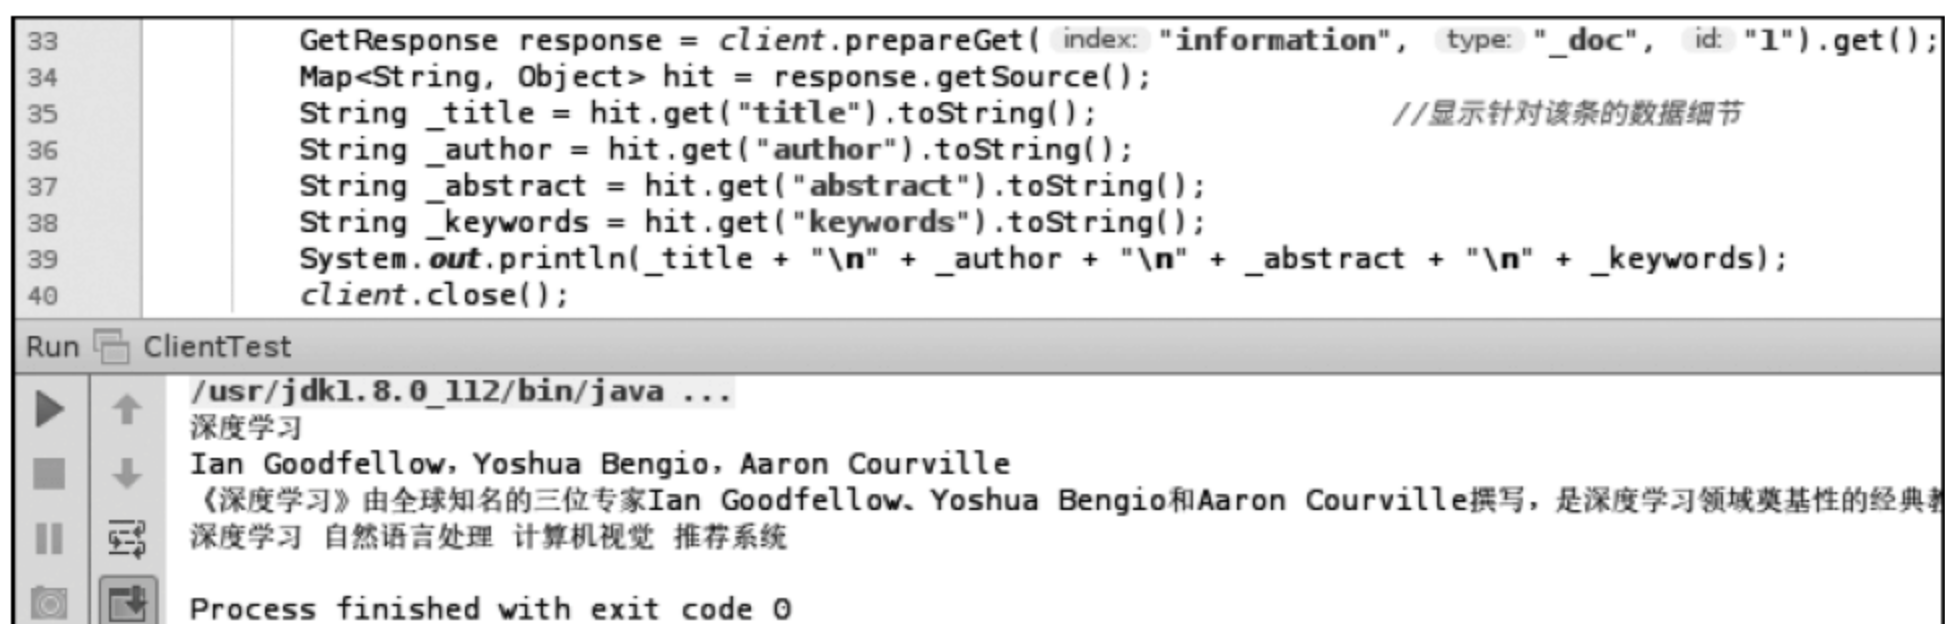 33 GetResponse response = client.prepareGet( index: "information", type: "_doc", id: "1").get();
34 Map<String, Object> hit = response.getSource();
35 String _title = hit.get("title").toString(); //显示针对该条的数据细节
36 String _author = hit.get("author").toString();
37 String _abstract = hit.get("abstract").toString();
38 String _keywords = hit.get("keywords").toString();
39 System.out.println(_title + "\n" + _author + "\n" + _abstract + "\n" + _keywords);
40 client.close();
Run ClientTest
/usr/jdk1.8.0_112/bin/java ...
深度学习
Ian Goodfellow，Yoshua Bengio，Aaron Courville
《深度学习》由全球知名的三位专家Ian Goodfellow、Yoshua Bengio和Aaron Courville撰写，是深度学习领域奠基性的经典教
深度学习 自然语言处理 计算机视觉 推荐系统
Process finished with exit code 0